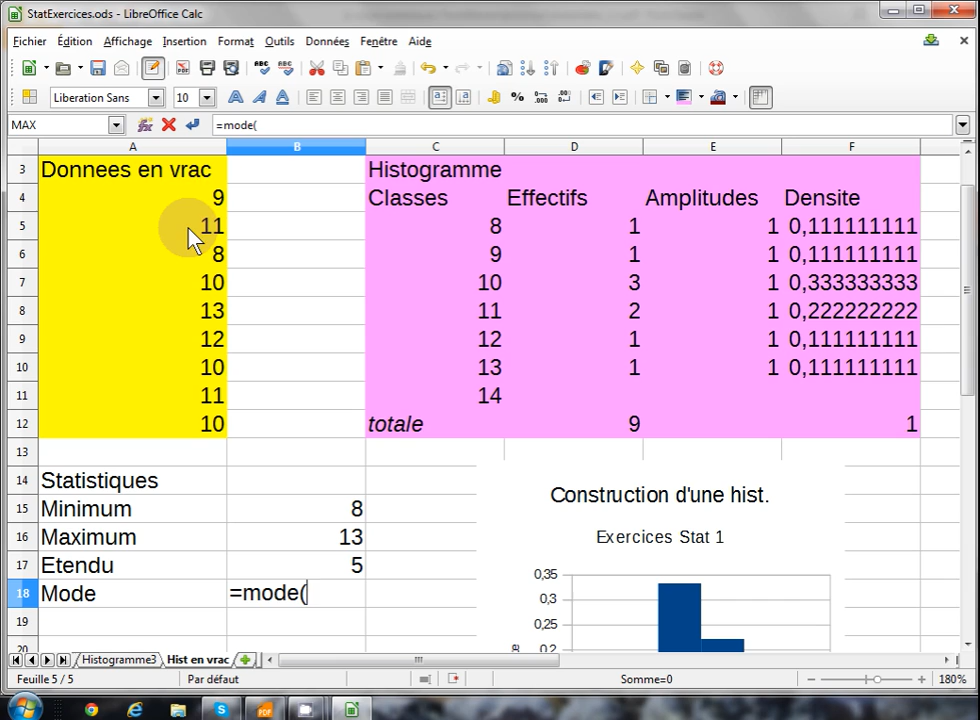 StatExercices.ods - LibreOffice Calc
Fichier Édition Affichage Insertion Format Outils Données Fenêtre Aide
Liberation Sans 10
MAX =mode(
A B C D E F
3 Donnees en vrac Histogramme
4 9 Classes Effectifs Amplitudes Densite
5 11 8 1 1 0,111111111
6 8 9 1 1 0,111111111
7 10 10 3 1 0,333333333
8 13 11 2 1 0,222222222
9 12 12 1 1 0,111111111
10 10 13 1 1 0,111111111
11 11 14
12 10 totale 9 1
13
14 Statistiques
15 Minimum 8
16 Maximum 13
17 Etendu 5
18 Mode =mode(
19
20
Construction d'une hist.
Exercices Stat 1
0,35
0,3
0,25
0,2
Histogramme3 Hist en vrac
Feuille 5 / 5 Par défaut Somme=0 180%